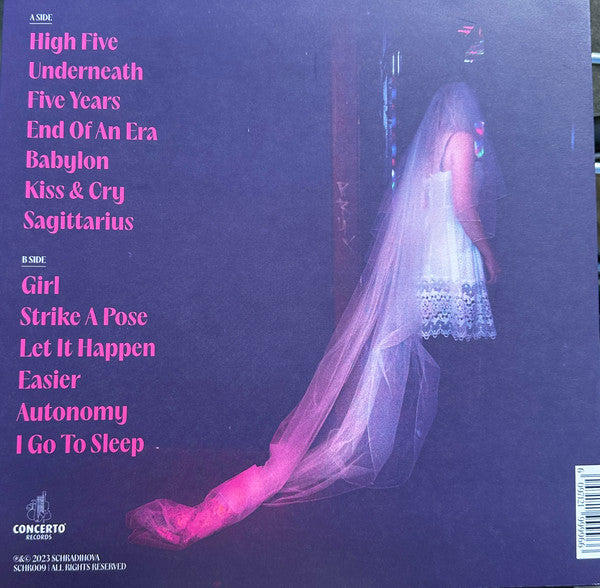 A SIDE
High Five
Underneath
Five Years
End Of An Era
Babylon
Kiss & Cry
Sagittarius
B SIDE
Girl
Strike A Pose
Let It Happen
Easier
Autonomy
I Go To Sleep
CONCERTO
RECORDS
℗&© 2023 SCHRADINOVA
SCHR009 | ALL RIGHTS RESERVED